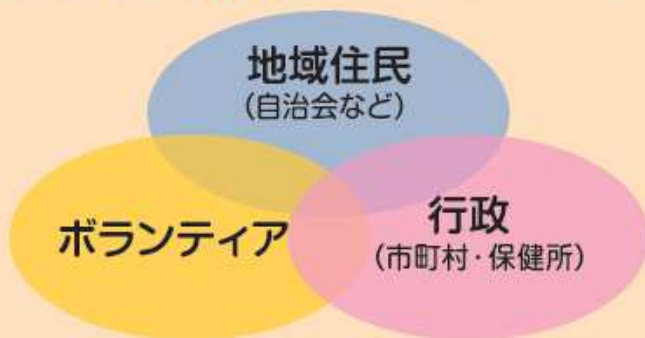 地域住民
(自治会など)
ボランティア
行政
(市町村・保健所)